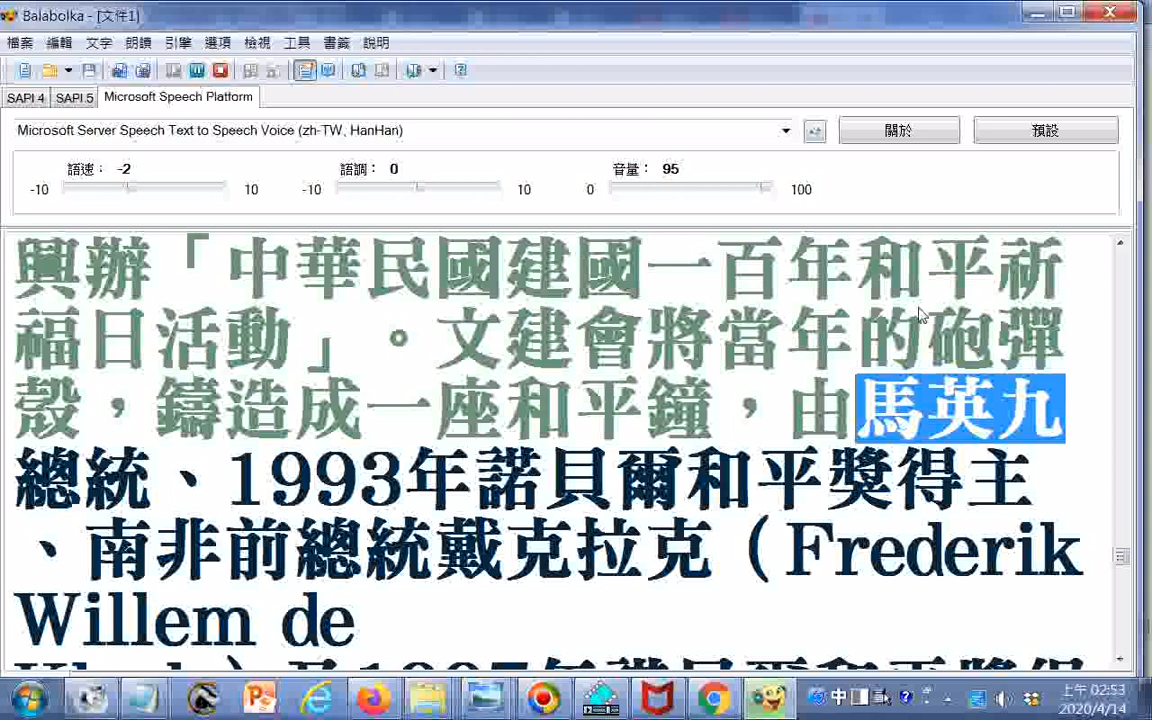 Balabolka - [文件1]
檔案 編輯 文字 朗讀 引擎 選項 檢視 工具 書籤 說明
SAPI 4 SAPI 5 Microsoft Speech Platform
Microsoft Server Speech Text to Speech Voice (zh-TW, HanHan) 關於 預設
語速： -2 語調： 0 音量： 95
-10 10 -10 10 0 100
興辦「中華民國建國一百年和平祈
福日活動」。文建會將當年的砲彈
殼，鑄造成一座和平鐘，由馬英九
總統、1993年諾貝爾和平獎得主
、南非前總統戴克拉克（Frederik
Willem de
中 上午 02:53
2020/4/14